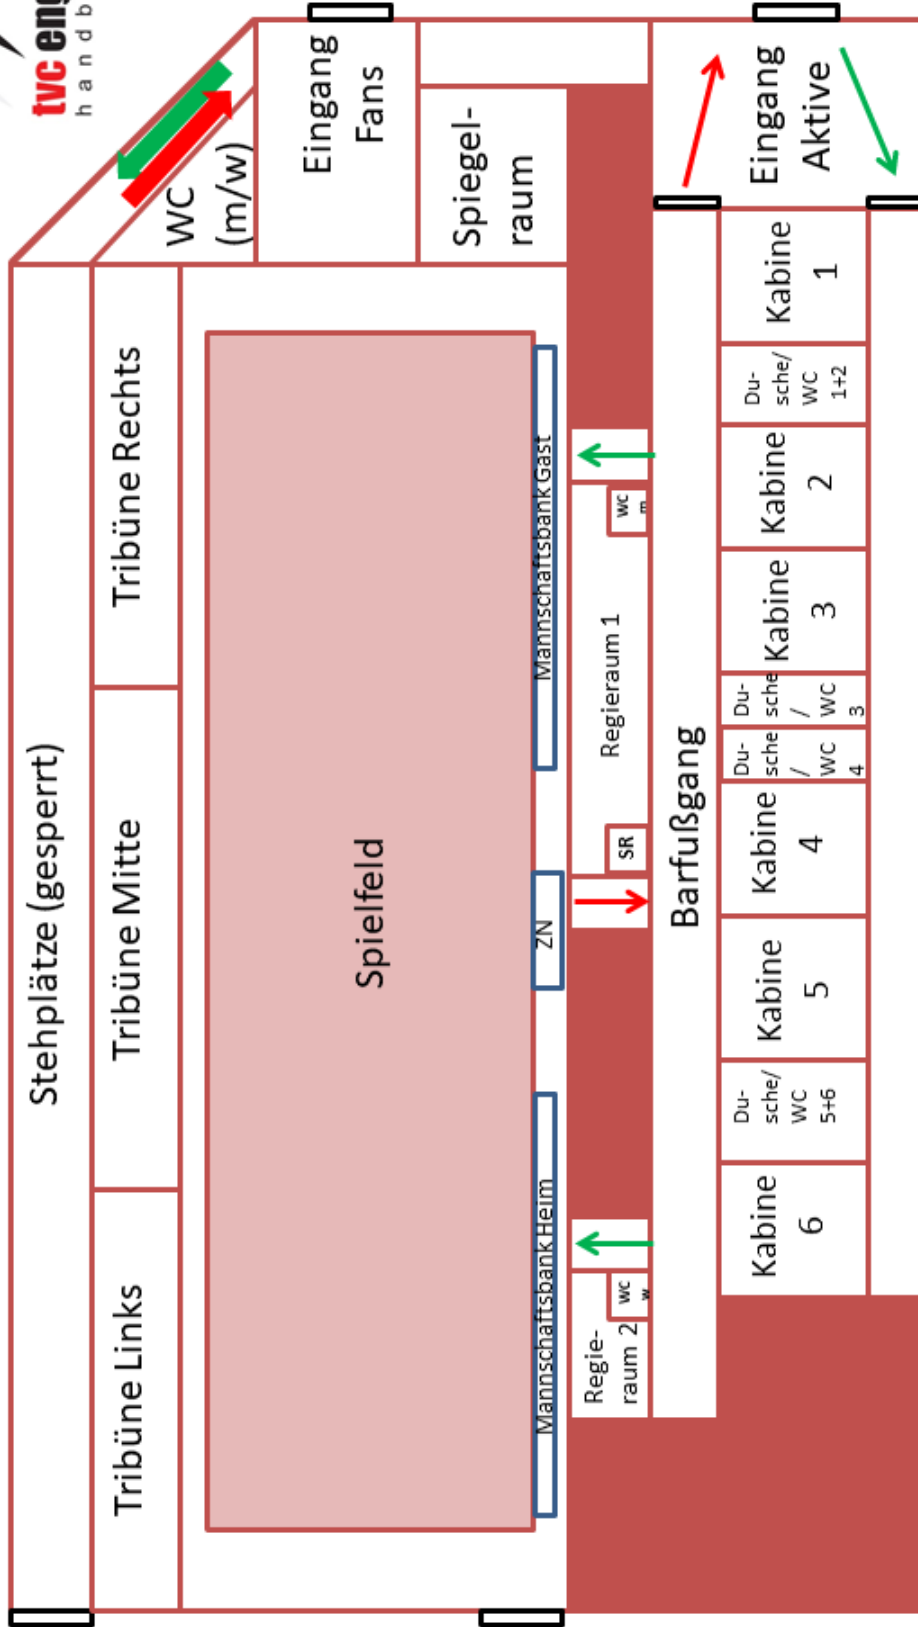 tvc eng
handb
Stehplätze (gesperrt)
Tribüne Links
Tribüne Mitte
Tribüne Rechts
WC
(m/w)
Eingang
Fans
Spiegel-
raum
Spielfeld
Mannschaftsbank Heim
ZN
Mannschaftsbank Gast
Regie-
raum 2
wc
w
SR
Regieraum 1
wc
Barfußgang
Eingang
Aktive
Kabine
6
Du-
sche/
WC
5+6
Kabine
5
Kabine
4
Du-
sche
/ WC
4
Du-
sche
/ WC
3
Kabine
3
Kabine
2
Du-
sche/
WC
1+2
Kabine
1